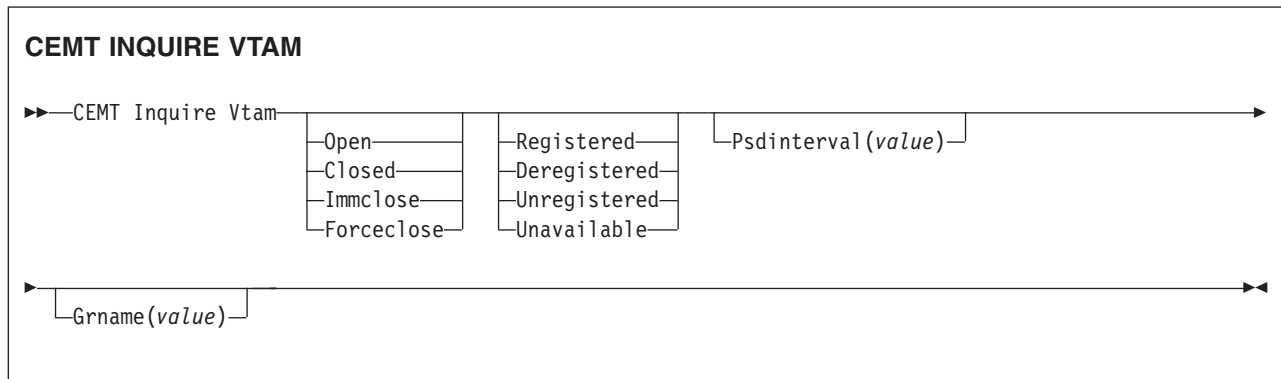 CEMT INQUIRE VTAM
CEMT Inquire Vtam
Open
Closed
Immclose
Forceclose
Registered
Deregistered
Unregistered
Unavailable
Psdinterval(value)
Grname(value)